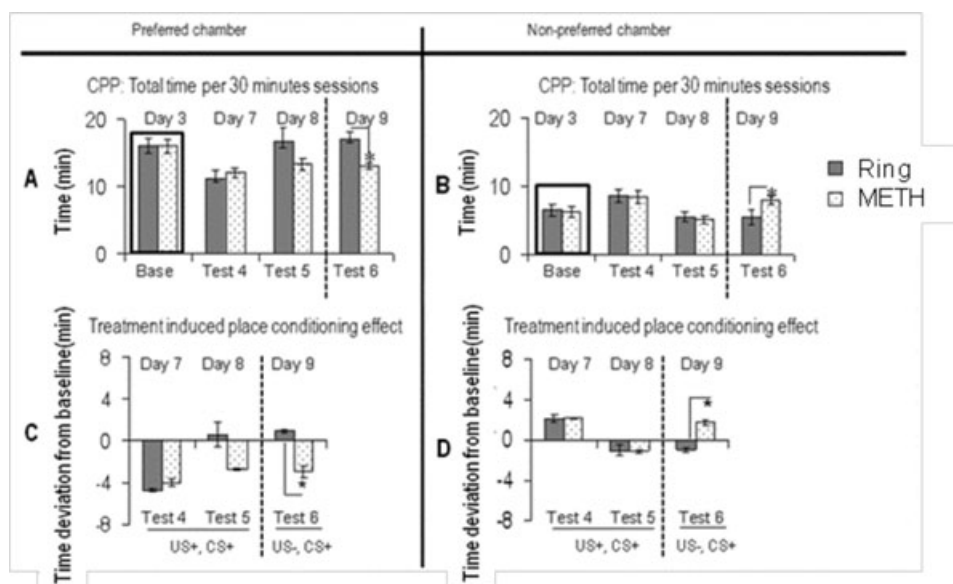 Preferred chamber
Non-preferred chamber
CPP: Total time per 30 minutes sessions
Day 3 Day 7 Day 8 Day 9
20
10
0
Time (min)
A
*
Base Test 4 Test 5 Test 6
CPP: Total time per 30 minutes sessions
Day 3 Day 7 Day 8 Day 9
20
10
0
Time (min)
B
*
Base Test 4 Test 5 Test 6
Ring
METH
Treatment induced place conditioning effect
Day 7 Day 8 Day 9
8
4
0
-4
-8
Time deviation from baseline(min)
C
*
Test 4 Test 5 Test 6
US+, CS+ US-, CS+
Treatment induced place conditioning effect
Day 7 Day 8 Day 9
8
4
0
-4
-8
Time deviation from baseline(min)
D
*
Test 4 Test 5 Test 6
US+, CS+ US-, CS+